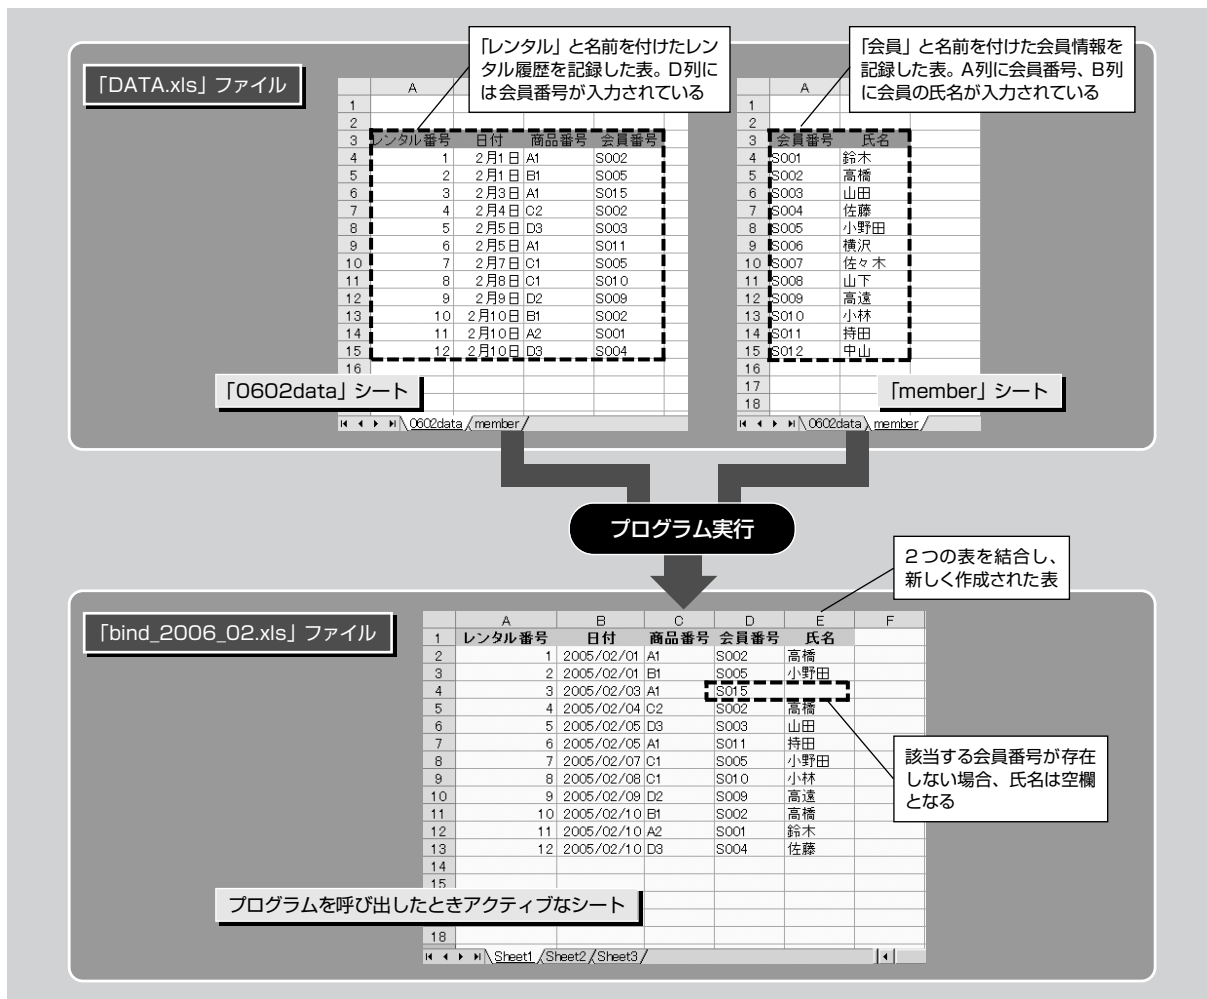 「DATA.xls」ファイル
「レンタル」と名前を付けたレン
タル履歴を記録した表。D列に
は会員番号が入力されている
「会員」と名前を付けた会員情報を
記録した表。A列に会員番号、B列
に会員の氏名が入力されている
A
1
2
3 レンタル番号 日付 商品番号 会員番号
4 1 2月1日 A1 S002
5 2 2月1日 B1 S005
6 3 2月3日 A1 S015
7 4 2月4日 C2 S002
8 5 2月5日 D3 S003
9 6 2月5日 A1 S011
10 7 2月7日 C1 S005
11 8 2月8日 C1 S010
12 9 2月9日 D2 S009
13 10 2月10日 B1 S002
14 11 2月10日 A2 S001
15 12 2月10日 D3 S004
16
「0602data」シート
0602data member
A
1
2
3 会員番号 氏名
4 S001 鈴木
5 S002 高橋
6 S003 山田
7 S004 佐藤
8 S005 小野田
9 S006 横沢
10 S007 佐々木
11 S008 山下
12 S009 高遠
13 S010 小林
14 S011 持田
15 S012 中山
16
17
18
「member」シート
0602data member
プログラム実行
2つの表を結合し、
新しく作成された表
「bind_2006_02.xls」ファイル
A B C D E F
1 レンタル番号 日付 商品番号 会員番号 氏名
2 1 2005/02/01 A1 S002 高橋
3 2 2005/02/01 B1 S005 小野田
4 3 2005/02/03 A1 S015
5 4 2005/02/04 C2 S002 高橋
6 5 2005/02/05 D3 S003 山田
7 6 2005/02/05 A1 S011 持田
8 7 2005/02/07 C1 S005 小野田
9 8 2005/02/08 C1 S010 小林
10 9 2005/02/09 D2 S009 高遠
11 10 2005/02/10 B1 S002 高橋
12 11 2005/02/10 A2 S001 鈴木
13 12 2005/02/10 D3 S004 佐藤
14
15
18
該当する会員番号が存在
しない場合、氏名は空欄
となる
プログラムを呼び出したときアクティブなシート
Sheet1 Sheet2 Sheet3